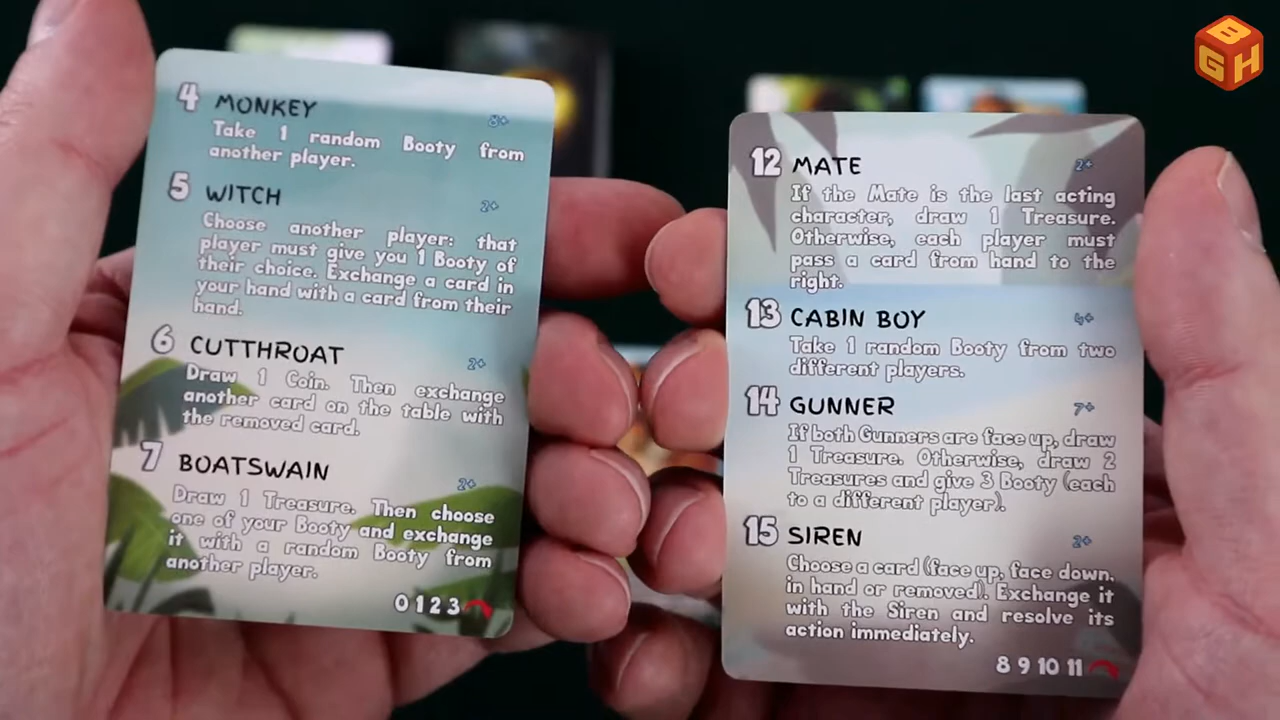 4 MONKEY 8+
Take 1 random Booty from
another player.
5 WITCH 2+
Choose another player: that
player must give you 1 Booty of
their choice. Exchange a card in
your hand with a card from their
hand.
6 CUTTHROAT 2+
Draw 1 Coin. Then exchange
another card on the table with
the removed card.
7 BOATSWAIN 2+
Draw 1 Treasure. Then choose
one of your Booty and exchange
it with a random Booty from
another player.
0 1 2 3
12 MATE 2+
If the Mate is the last acting
character, draw 1 Treasure.
Otherwise, each player must
pass a card from hand to the
right.
13 CABIN BOY 4+
Take 1 random Booty from two
different players.
14 GUNNER 7+
If both Gunners are face up, draw
1 Treasure. Otherwise, draw 2
Treasures and give 3 Booty (each
to a different player).
15 SIREN 2+
Choose a card (face up, face down,
in hand or removed). Exchange it
with the Siren and resolve its
action immediately.
8 9 10 11
B
G H